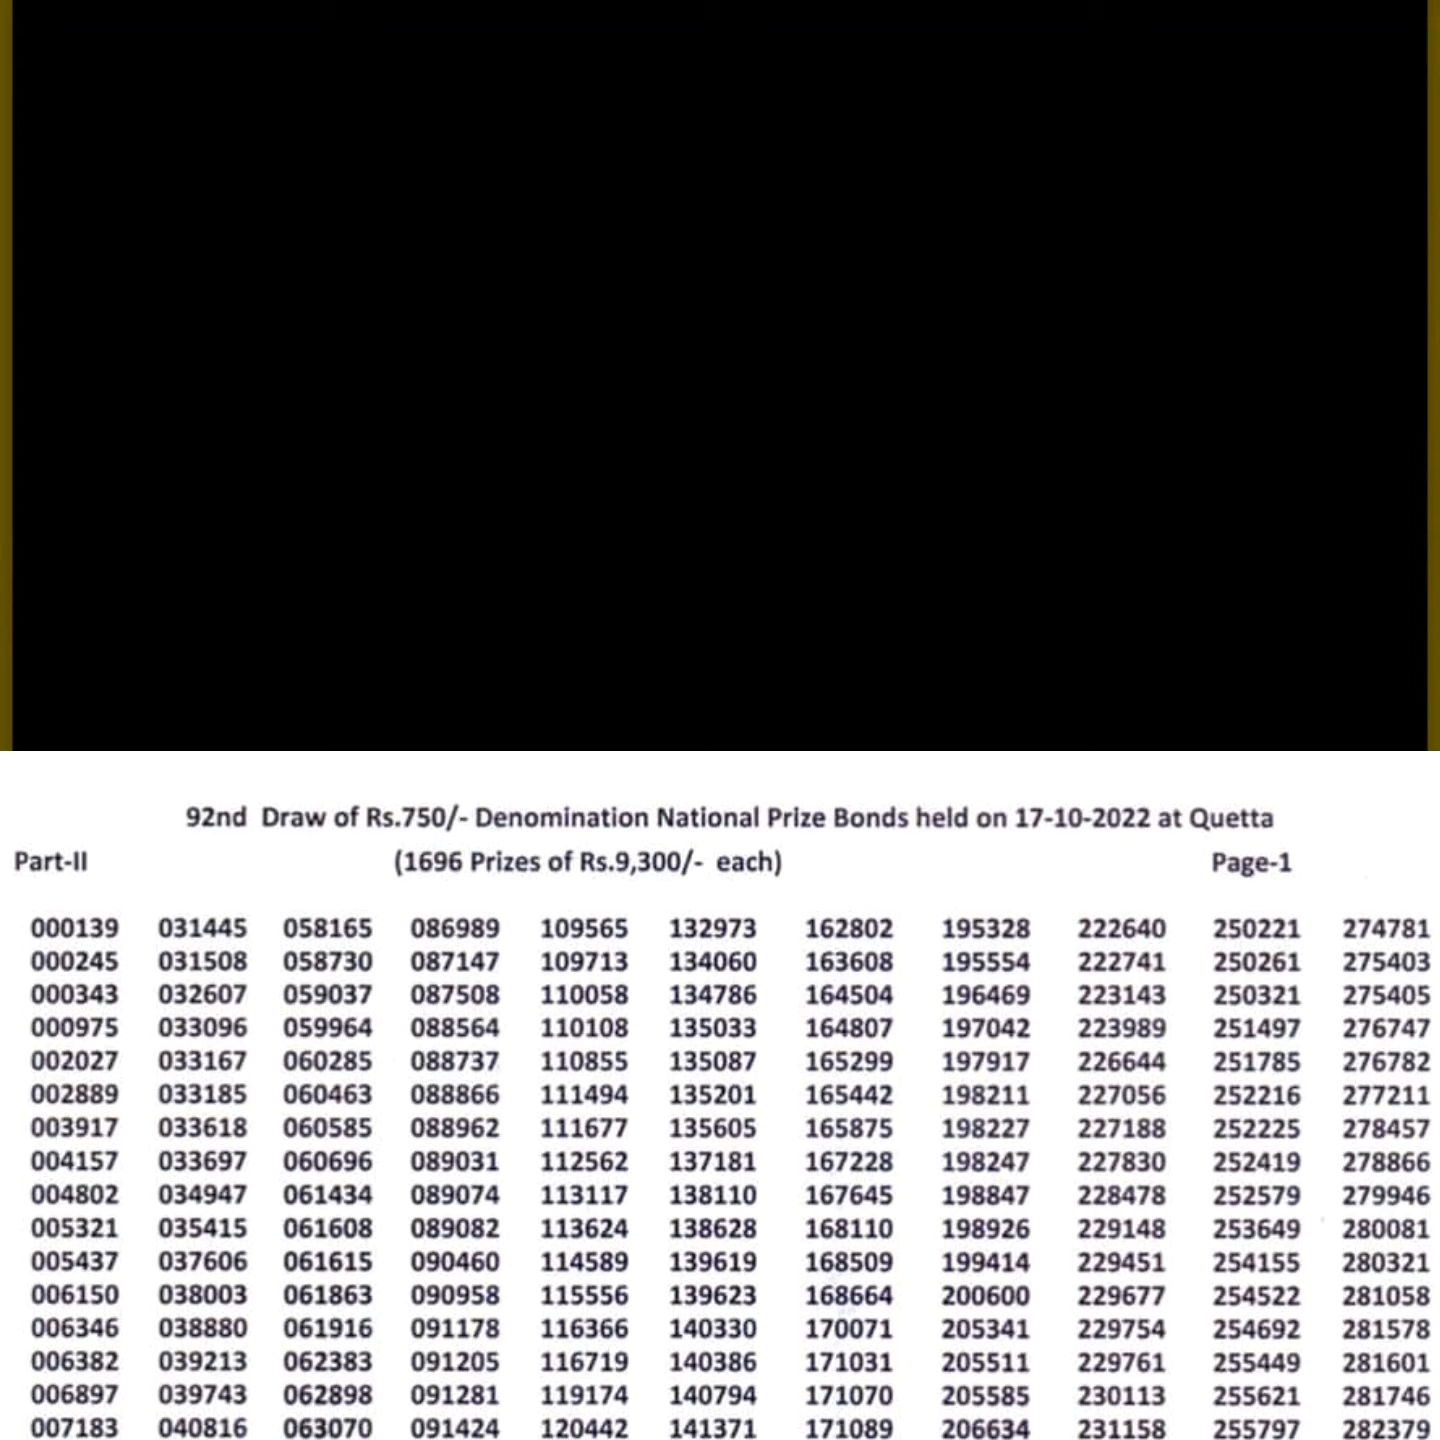 92nd Draw of Rs.750/- Denomination National Prize Bonds held on 17-10-2022 at Quetta
Part-II (1696 Prizes of Rs.9,300/- each) Page-1
000139 031445 058165 086989 109565 132973 162802 195328 222640 250221 274781
000245 031508 058730 087147 109713 134060 163608 195554 222741 250261 275403
000343 032607 059037 087508 110058 134786 164504 196469 223143 250321 275405
000975 033096 059964 088564 110108 135033 164807 197042 223989 251497 276747
002027 033167 060285 088737 110855 135087 165299 197917 226644 251785 276782
002889 033185 060463 088866 111494 135201 165442 198211 227056 252216 277211
003917 033618 060585 088962 111677 135605 165875 198227 227188 252225 278457
004157 033697 060696 089031 112562 137181 167228 198247 227830 252419 278866
004802 034947 061434 089074 113117 138110 167645 198847 228478 252579 279946
005321 035415 061608 089082 113624 138628 168110 198926 229148 253649 280081
005437 037606 061615 090460 114589 139619 168509 199414 229451 254155 280321
006150 038003 061863 090958 115556 139623 168664 200600 229677 254522 281058
006346 038880 061916 091178 116366 140330 170071 205341 229754 254692 281578
006382 039213 062383 091205 116719 140386 171031 205511 229761 255449 281601
006897 039743 062898 091281 119174 140794 171070 205585 230113 255621 281746
007183 040816 063070 091424 120442 141371 171089 206634 231158 255797 282379